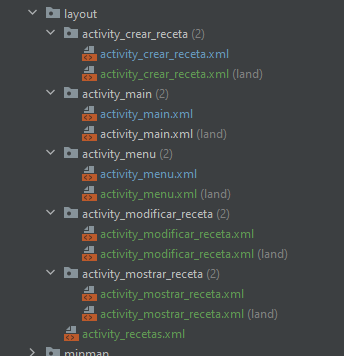 layout
activity_crear_receta (2)
activity_crear_receta.xml
activity_crear_receta.xml (land)
activity_main (2)
activity_main.xml
activity_main.xml (land)
activity_menu (2)
activity_menu.xml
activity_menu.xml (land)
activity_modificar_receta (2)
activity_modificar_receta.xml
activity_modificar_receta.xml (land)
activity_mostrar_receta (2)
activity_mostrar_receta.xml
activity_mostrar_receta.xml (land)
activity_recetas.xml